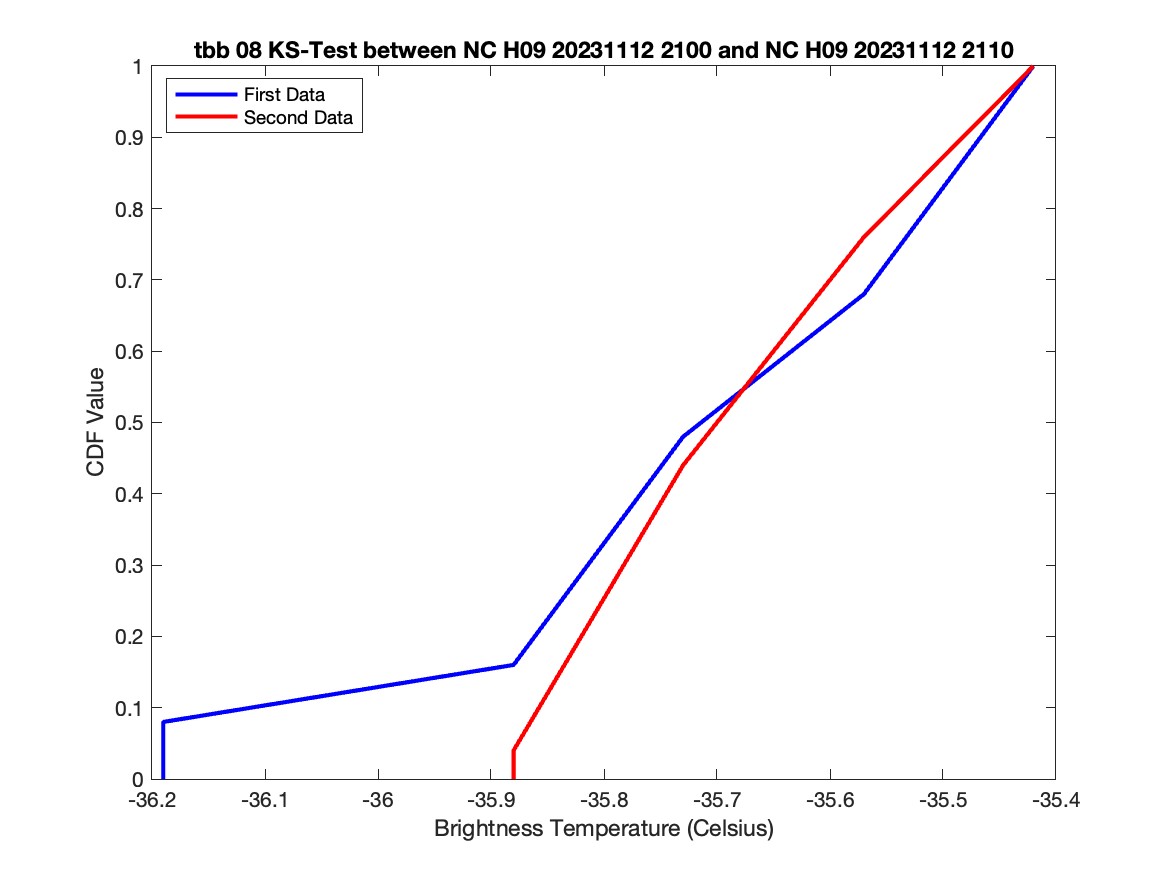 tbb 08 KS-Test between NC H09 20231112 2100 and NC H09 20231112 2110
First Data
Second Data
1
0.9
0.8
0.7
0.6
0.5
0.4
0.3
0.2
0.1
0
CDF Value
-36.2 -36.1 -36 -35.9 -35.8 -35.7 -35.6 -35.5 -35.4
Brightness Temperature (Celsius)